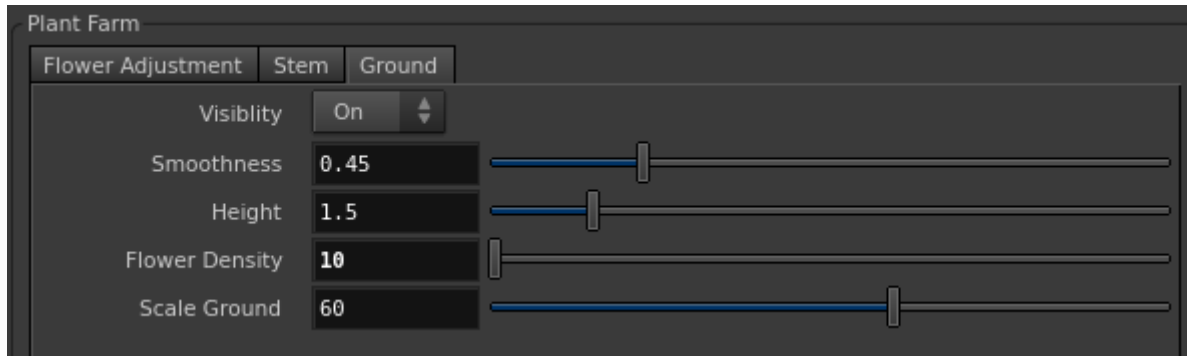 Plant Farm
Flower Adjustment Stem Ground
Visiblity On
Smoothness 0.45
Height 1.5
Flower Density 10
Scale Ground 60